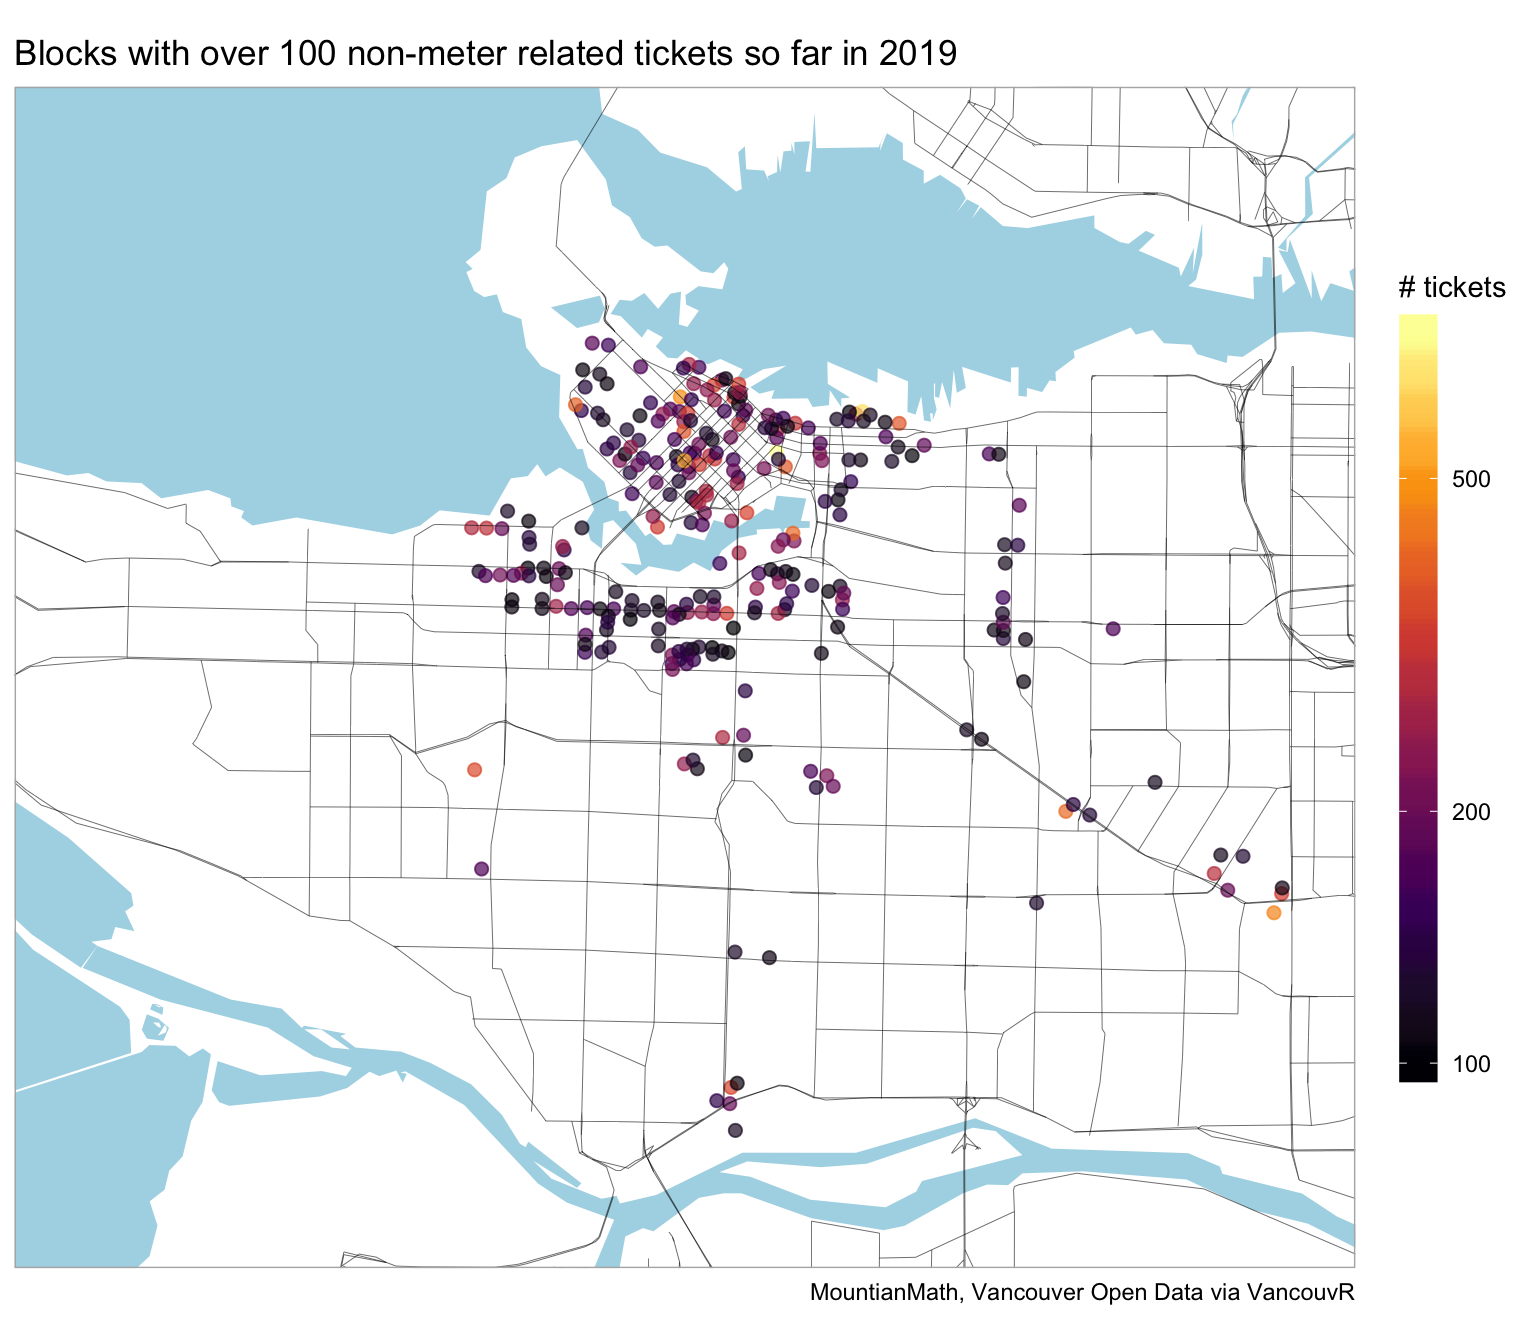 Blocks with over 100 non-meter related tickets so far in 2019
# tickets
500
200
100
MountianMath, Vancouver Open Data via VancouvR